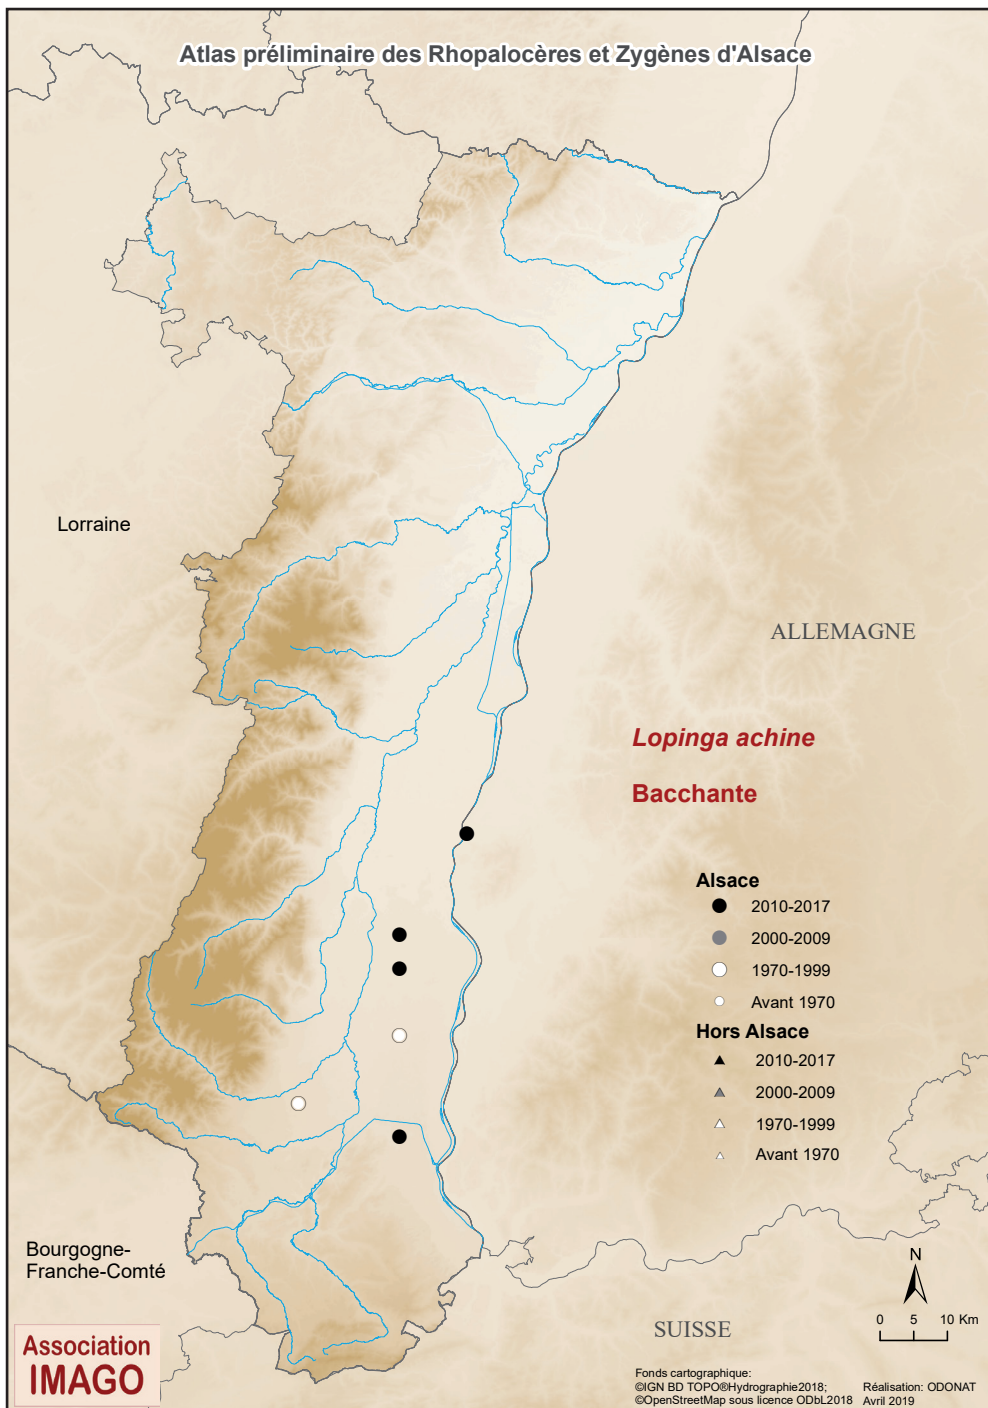 Atlas préliminaire des Rhopalocères et Zygènes d'Alsace
Lorraine
ALLEMAGNE
Lopinga achine
Bacchante
Alsace
2010-2017
2000-2009
1970-1999
Avant 1970
Hors Alsace
2010-2017
2000-2009
1970-1999
Avant 1970
Bourgogne-
Franche-Comté
N
0 5 10 Km
SUISSE
Association
IMAGO
Fonds cartographique:
©IGN BD TOPO®Hydrographie2018;
©OpenStreetMap sous licence ODbL2018
Réalisation: ODONAT
Avril 2019